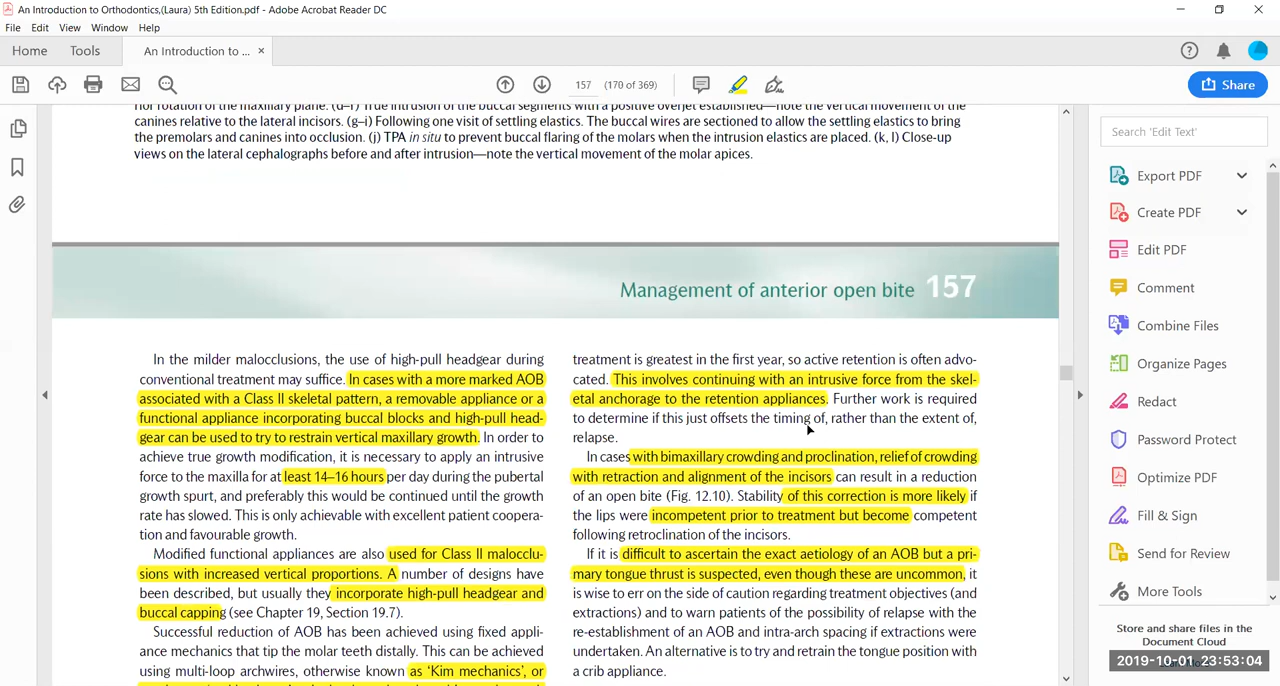 An Introduction to Orthodontics,(Laura) 5th Edition.pdf - Adobe Acrobat Reader DC
File Edit View Window Help
Home Tools An Introduction to ... ×
157 (170 of 369)
Share
nor rotation of the maxillary plane. (d–f) True intrusion of the buccal segments with a positive overjet established—note the vertical movement of the
canines relative to the lateral incisors. (g–i) Following one visit of settling elastics. The buccal wires are sectioned to allow the settling elastics to bring
the premolars and canines into occlusion. (j) TPA in situ to prevent buccal flaring of the molars when the intrusion elastics are placed. (k, l) Close-up
views on the lateral cephalographs before and after intrusion—note the vertical movement of the molar apices.
Management of anterior open bite 157
In the milder malocclusions, the use of high-pull headgear during
conventional treatment may suffice. In cases with a more marked AOB
associated with a Class II skeletal pattern, a removable appliance or a
functional appliance incorporating buccal blocks and high-pull head-
gear can be used to try to restrain vertical maxillary growth. In order to
achieve true growth modification, it is necessary to apply an intrusive
force to the maxilla for at least 14–16 hours per day during the pubertal
growth spurt, and preferably this would be continued until the growth
rate has slowed. This is only achievable with excellent patient coopera-
tion and favourable growth.
Modified functional appliances are also used for Class II malocclu-
sions with increased vertical proportions. A number of designs have
been described, but usually they incorporate high-pull headgear and
buccal capping (see Chapter 19, Section 19.7).
Successful reduction of AOB has been achieved using fixed appli-
ance mechanics that tip the molar teeth distally. This can be achieved
using multi-loop archwires, otherwise known as ‘Kim mechanics’, or
treatment is greatest in the first year, so active retention is often advo-
cated. This involves continuing with an intrusive force from the skel-
etal anchorage to the retention appliances. Further work is required
to determine if this just offsets the timing of, rather than the extent of,
relapse.
In cases with bimaxillary crowding and proclination, relief of crowding
with retraction and alignment of the incisors can result in a reduction
of an open bite (Fig. 12.10). Stability of this correction is more likely if
the lips were incompetent prior to treatment but become competent
following retroclination of the incisors.
If it is difficult to ascertain the exact aetiology of an AOB but a pri-
mary tongue thrust is suspected, even though these are uncommon, it
is wise to err on the side of caution regarding treatment objectives (and
extractions) and to warn patients of the possibility of relapse with the
re-establishment of an AOB and intra-arch spacing if extractions were
undertaken. An alternative is to try and retrain the tongue position with
a crib appliance.
Search 'Edit Text'
Export PDF
Create PDF
Edit PDF
Comment
Combine Files
Organize Pages
Redact
Password Protect
Optimize PDF
Fill & Sign
Send for Review
More Tools
Store and share files in the
Document Cloud
2019-10-01 23:53:04